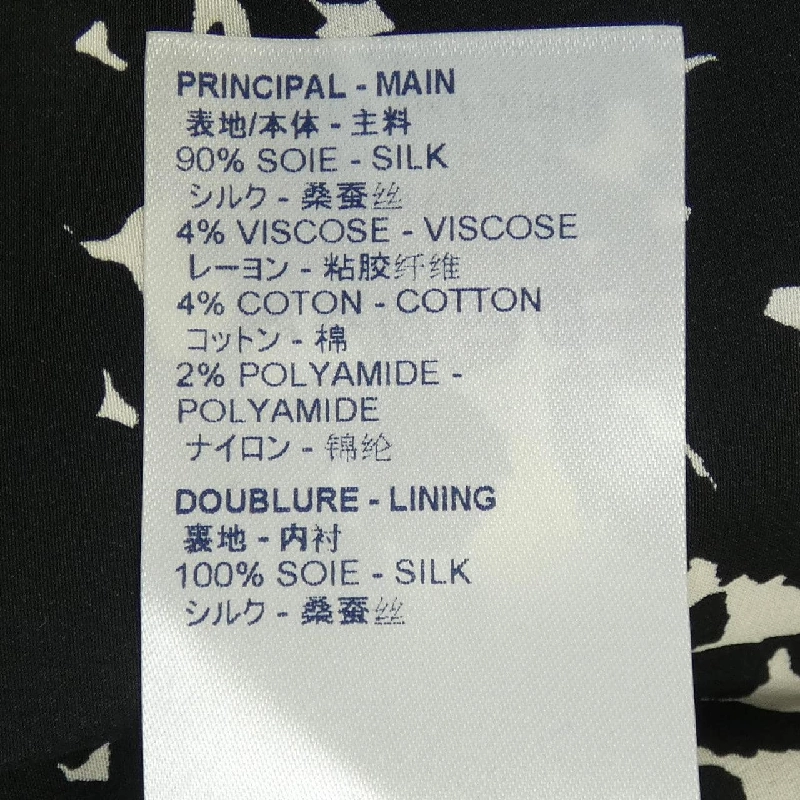 PRINCIPAL - MAIN
表地/本体 - 主料
90% SOIE - SILK
シルク - 桑蚕丝
4% VISCOSE - VISCOSE
レーヨン - 粘胶纤维
4% COTON - COTTON
コットン - 棉
2% POLYAMIDE -
POLYAMIDE
ナイロン - 锦纶
DOUBLURE - LINING
裏地 - 内衬
100% SOIE - SILK
シルク - 桑蚕丝